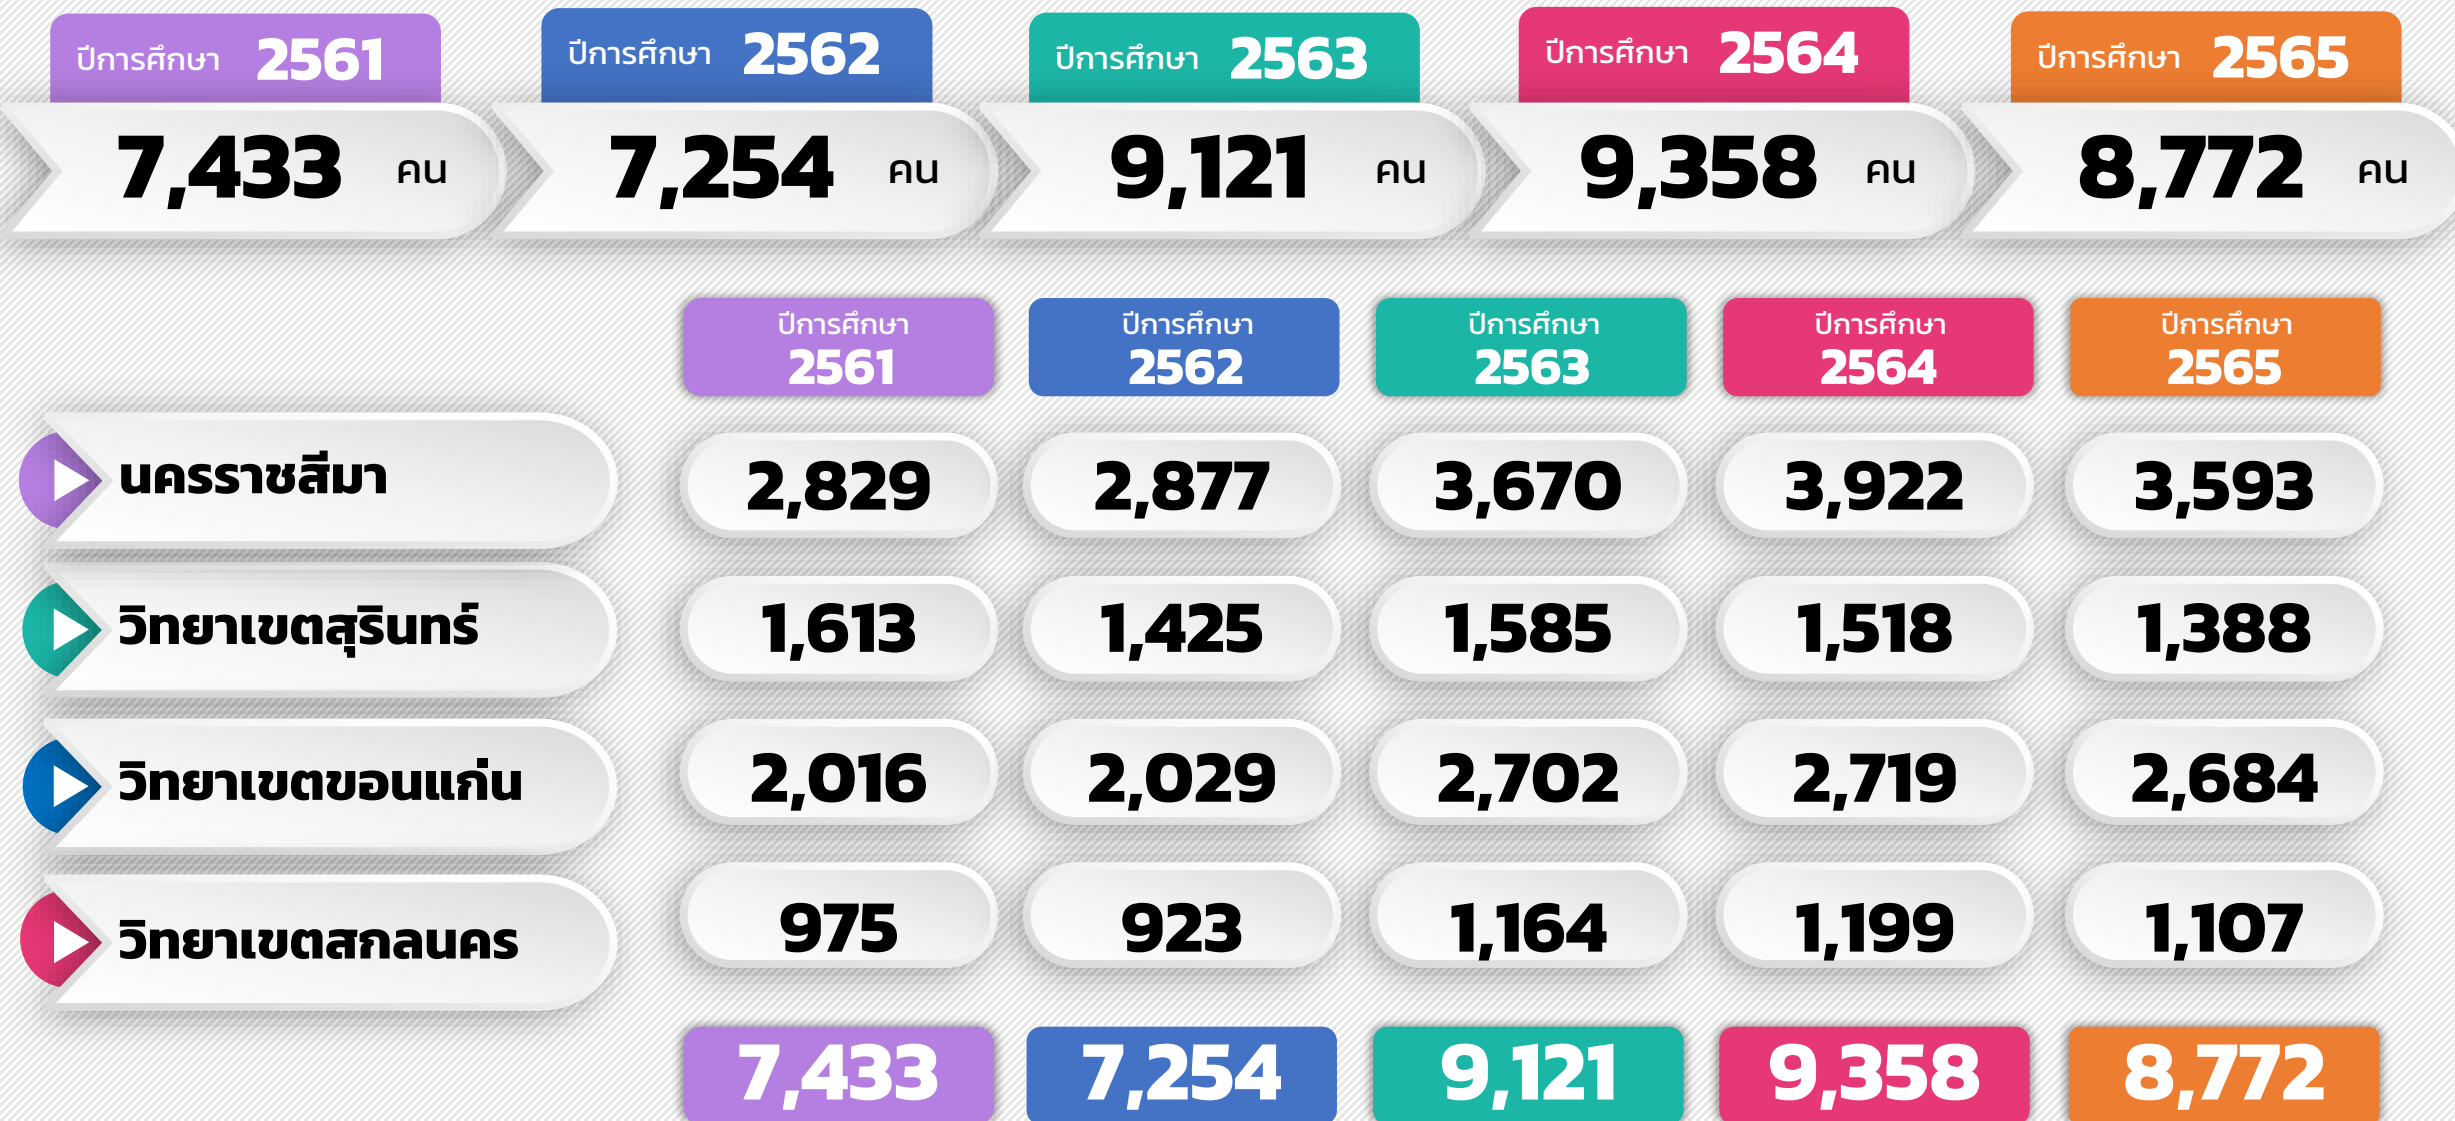 ปีการศึกษา 2561
ปีการศึกษา 2562
ปีการศึกษา 2563
ปีการศึกษา 2564
ปีการศึกษา 2565
7,433 คน
7,254 คน
9,121 คน
9,358 คน
8,772 คน
ปีการศึกษา
2561
ปีการศึกษา
2562
ปีการศึกษา
2563
ปีการศึกษา
2564
ปีการศึกษา
2565
นครราชสีมา 2,829 2,877 3,670 3,922 3,593
วิทยาเขตสุรินทร์ 1,613 1,425 1,585 1,518 1,388
วิทยาเขตขอนแก่น 2,016 2,029 2,702 2,719 2,684
วิทยาเขตสกลนคร 975 923 1,164 1,199 1,107
7,433 7,254 9,121 9,358 8,772